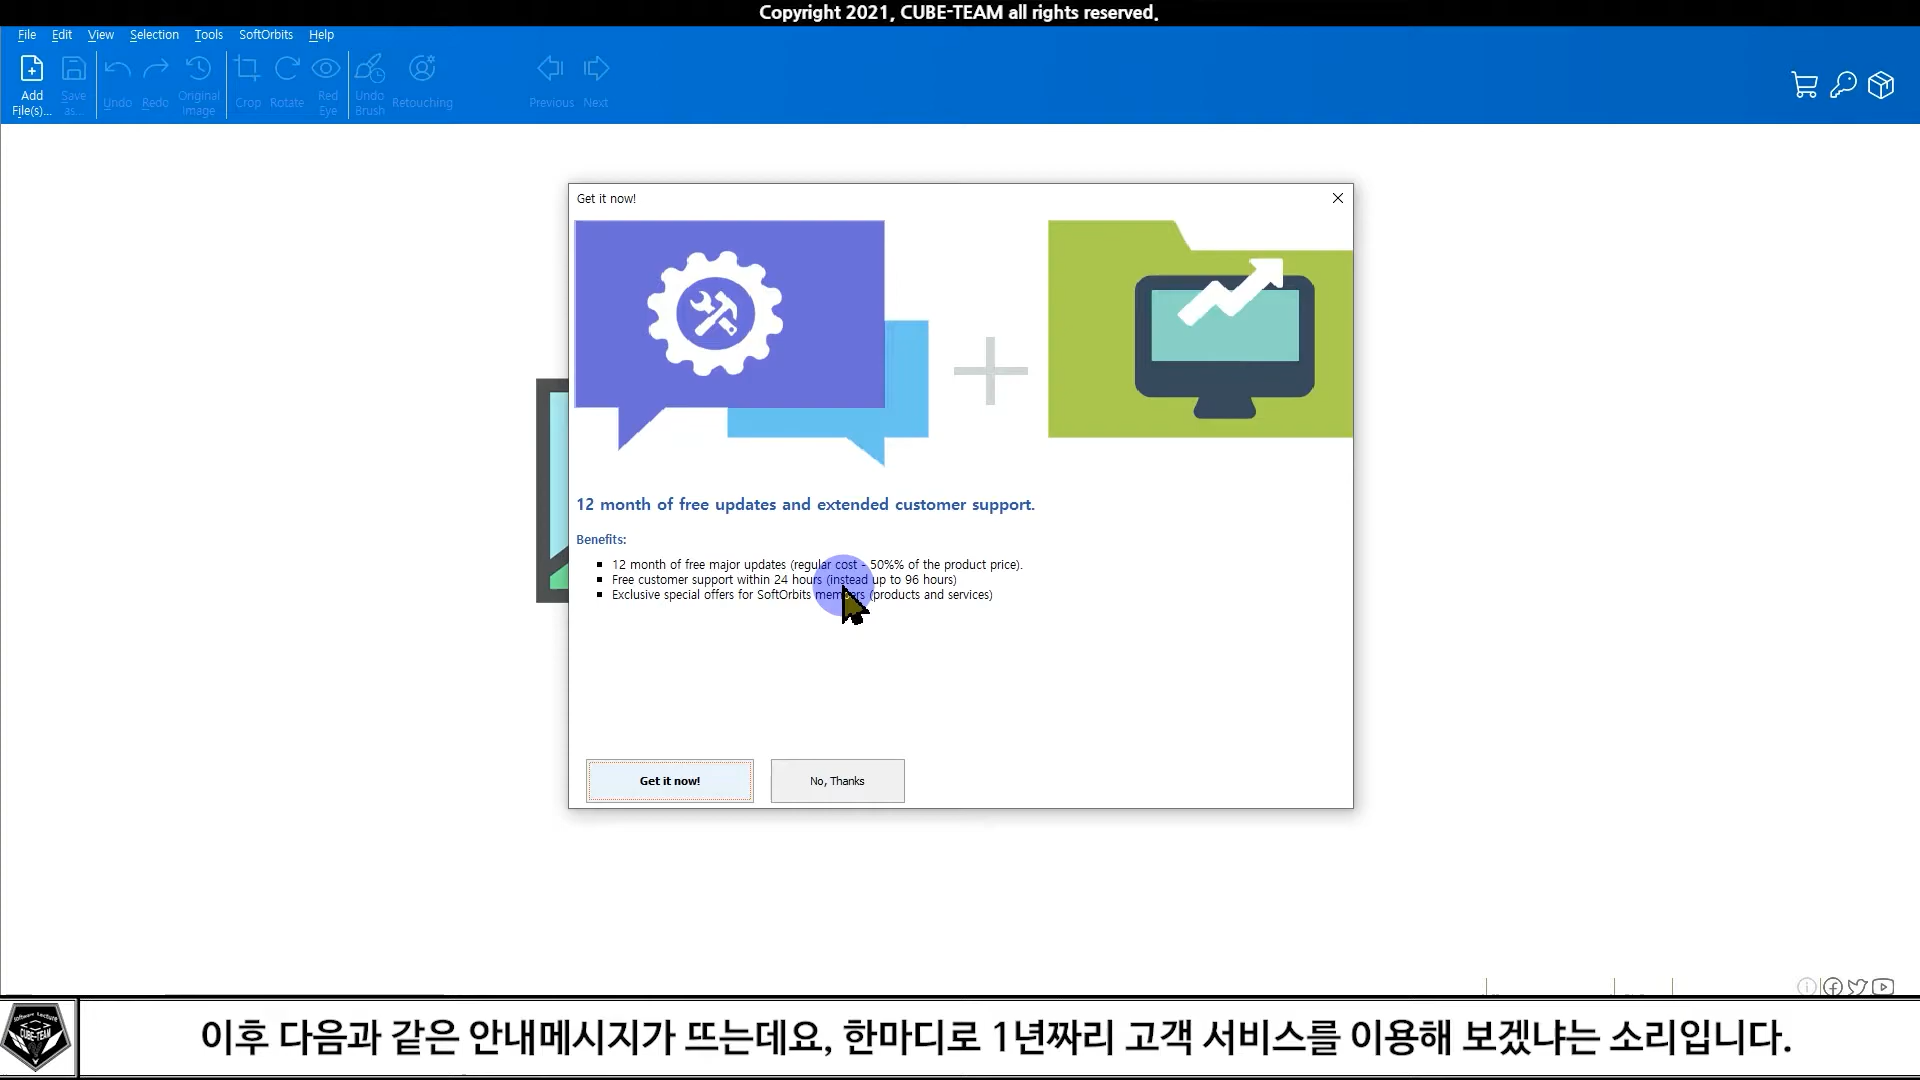 Copyright 2021, CUBE-TEAM all rights reserved.
File Edit View Selection Tools SoftOrbits Help
Add File(s)...
Save as...
Undo
Redo
Original Image
Crop
Rotate
Red Eye
Undo Brush
Retouching
Previous
Next
Get it now!
12 month of free updates and extended customer support.
Benefits:
12 month of free major updates (regular cost - 50%% of the product price).
Free customer support within 24 hours (instead up to 96 hours)
Exclusive special offers for SoftOrbits members (products and services)
Get it now!
No, Thanks
Software Lecture
CUBE-TEAM
이후 다음과 같은 안내메시지가 뜨는데요, 한마디로 1년짜리 고객 서비스를 이용해 보겠냐는 소리입니다.